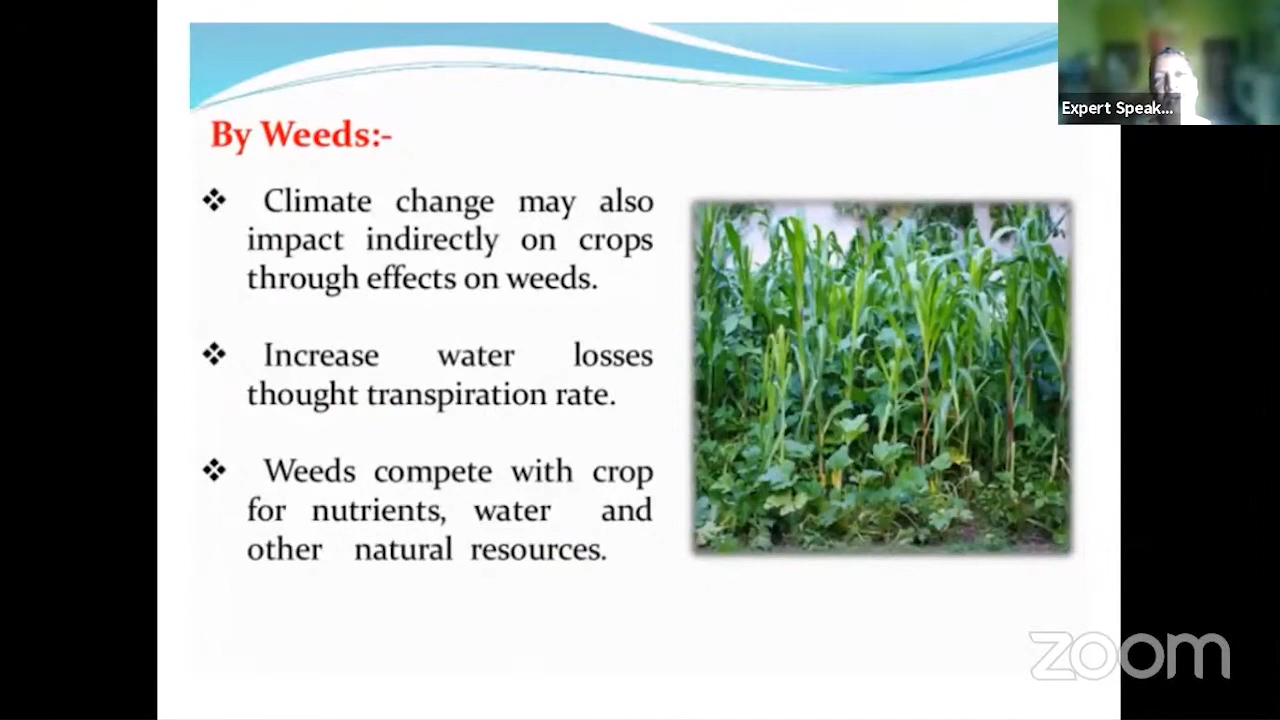 Expert Speak...
By Weeds:-
❖ Climate change may also
impact indirectly on crops
through effects on weeds.
❖ Increase water losses
thought transpiration rate.
❖ Weeds compete with crop
for nutrients, water and
other natural resources.
zoom